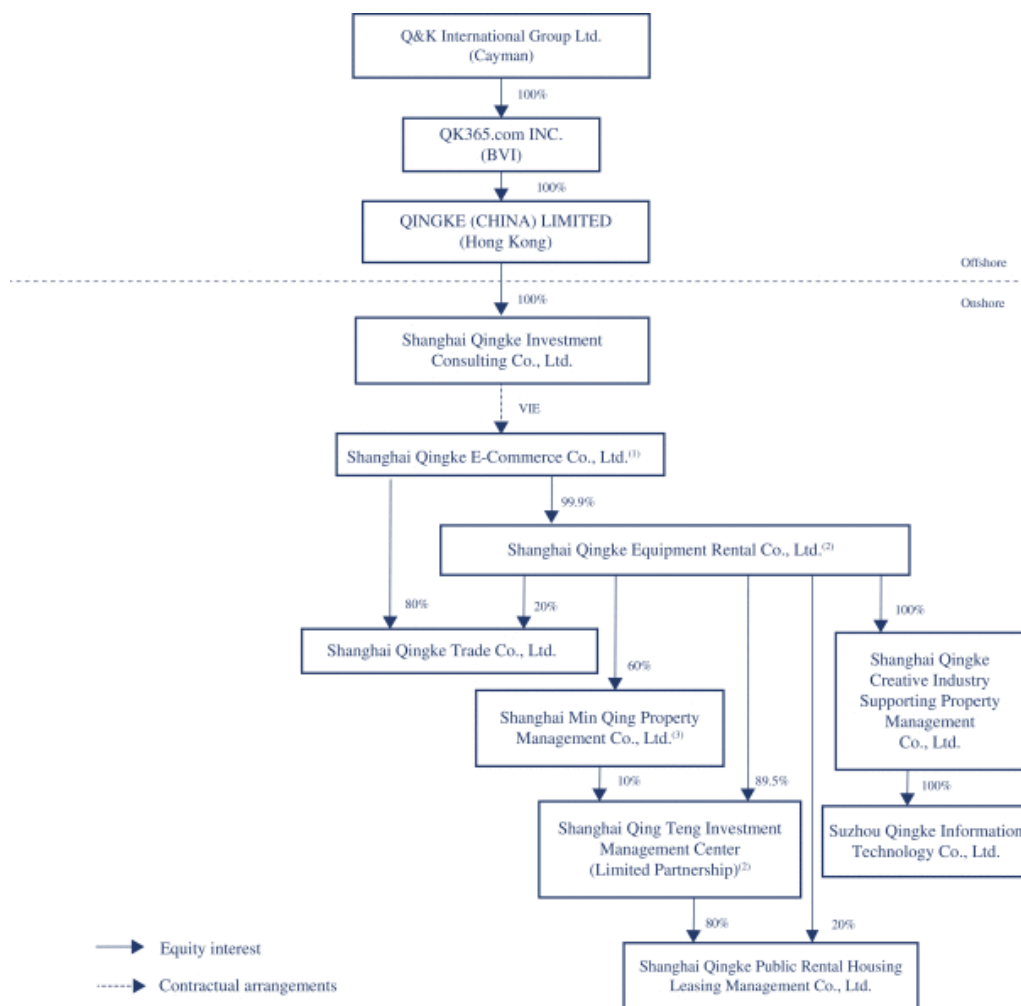 Q&K International Group Ltd.
(Cayman)
100%
QK365.com INC.
(BVI)
100%
QINGKE (CHINA) LIMITED
(Hong Kong)
Offshore
Onshore
100%
Shanghai Qingke Investment
Consulting Co., Ltd.
VIE
Shanghai Qingke E-Commerce Co., Ltd.(1)
99.9%
Shanghai Qingke Equipment Rental Co., Ltd.(2)
80%
20%
100%
Shanghai Qingke Trade Co., Ltd.
60%
Shanghai Qingke
Creative Industry
Supporting Property
Management
Co., Ltd.
Shanghai Min Qing Property
Management Co., Ltd.(3)
10%
89.5%
100%
Shanghai Qing Teng Investment
Management Center
(Limited Partnership)(2)
Suzhou Qingke Information
Technology Co., Ltd.
80%
20%
Equity interest
Shanghai Qingke Public Rental Housing
Leasing Management Co., Ltd.
Contractual arrangements